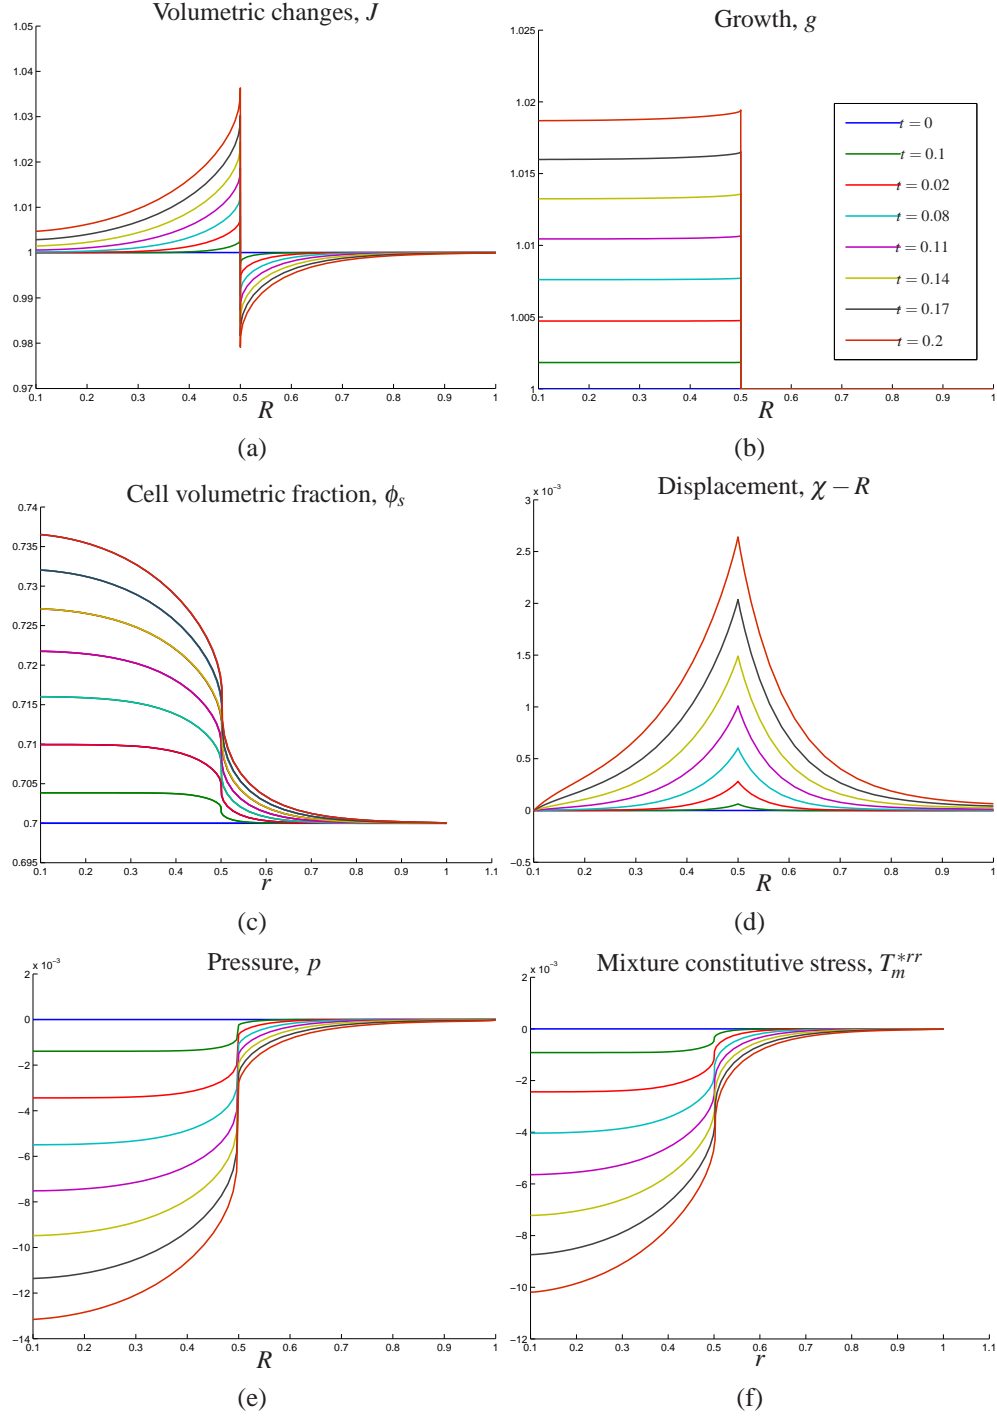 Volumetric changes, J
1.05
1.04
1.03
1.02
1.01
1
0.99
0.98
0.97
0.1 0.2 0.3 0.4 0.5 0.6 0.7 0.8 0.9 1
R
(a)
Growth, g
1.025
1.02
1.015
1.01
1.005
1
0.1 0.2 0.3 0.4 0.5 0.6 0.7 0.8 0.9 1
R
t = 0
t = 0.1
t = 0.02
t = 0.08
t = 0.11
t = 0.14
t = 0.17
t = 0.2
(b)
Cell volumetric fraction, ϕs
0.74
0.735
0.73
0.725
0.72
0.715
0.71
0.705
0.7
0.695
0.1 0.2 0.3 0.4 0.5 0.6 0.7 0.8 0.9 1 1.1
r
(c)
Displacement, χ − R
x 10⁻³
3
2.5
2
1.5
1
0.5
0
−0.5
0.1 0.2 0.3 0.4 0.5 0.6 0.7 0.8 0.9 1
R
(d)
Pressure, p
x 10⁻³
2
0
−2
−4
−6
−8
−10
−12
−14
0.1 0.2 0.3 0.4 0.5 0.6 0.7 0.8 0.9 1
R
(e)
Mixture constitutive stress, T*rrm
x 10⁻³
2
0
−2
−4
−6
−8
−10
−12
0.1 0.2 0.3 0.4 0.5 0.6 0.7 0.8 0.9 1 1.1
r
(f)